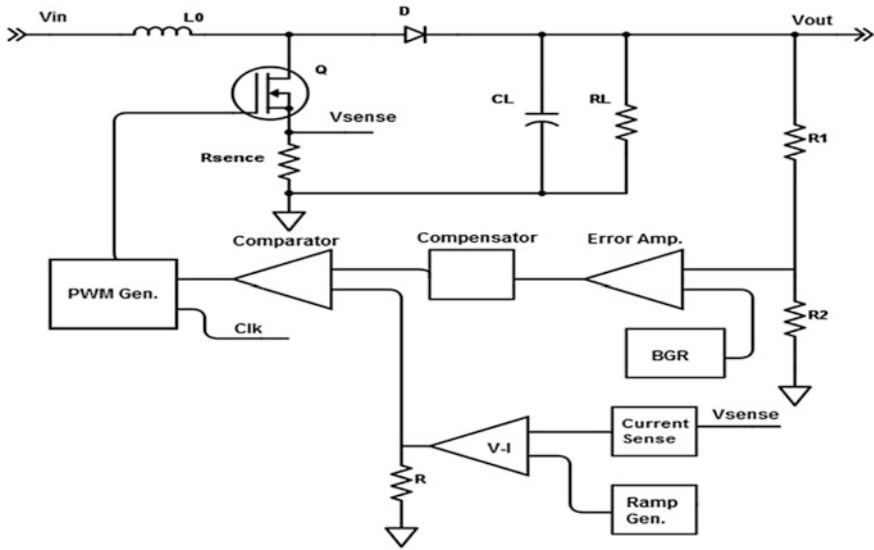 Vin
L0
D
Vout
Q
Vsense
CL
RL
R1
Rsence
Comparator
Compensator
Error Amp.
PWM Gen.
Clk
R2
BGR
Vsense
Current
Sense
V-I
R
Ramp
Gen.